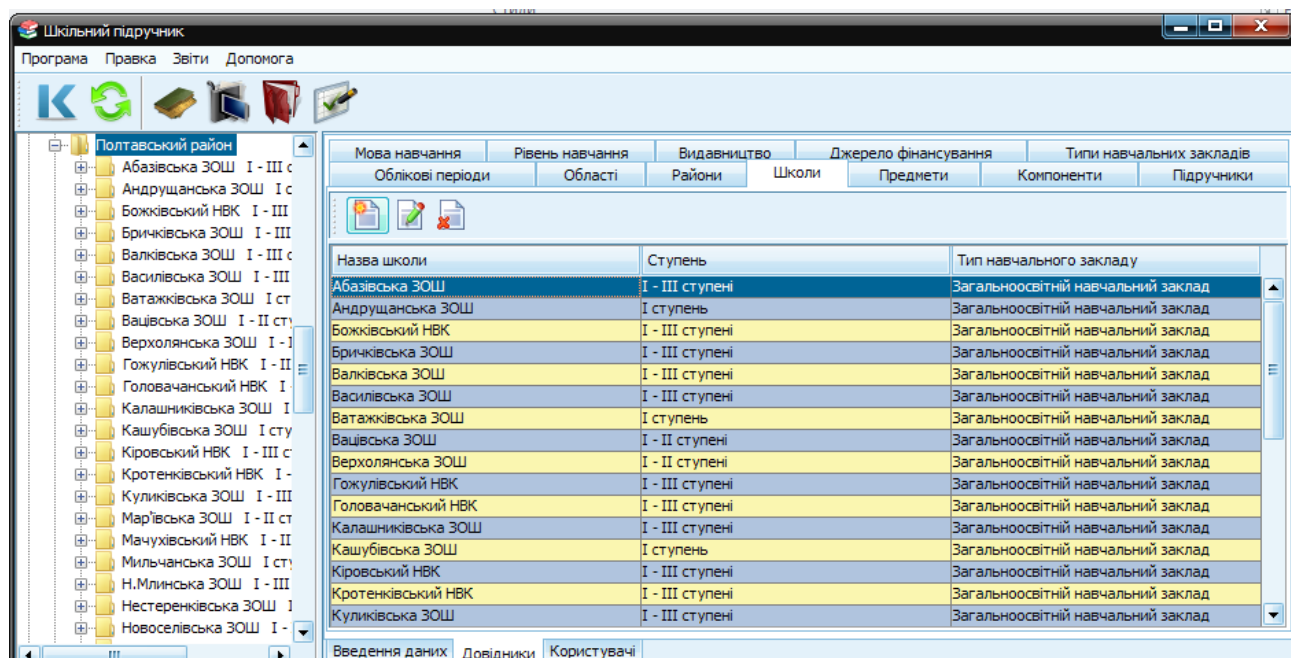 Шкільний підручник
Програма Правка Звіти Допомога
Полтавський район
Абазівська ЗОШ І - ІІІ с
Андрущанська ЗОШ І с
Божківський НВК І - ІІІ
Бричківська ЗОШ І - ІІІ
Валківська ЗОШ І - ІІІ с
Василівська ЗОШ І - ІІІ
Ватажківська ЗОШ І ст
Вацівська ЗОШ І - ІІ сту
Верхолянська ЗОШ І - І
Гожулівський НВК І - ІІ
Головачанський НВК І -
Калашниківська ЗОШ І
Кашубівська ЗОШ І сту
Кіровський НВК І - ІІІ с
Кротенківський НВК І -
Куликівська ЗОШ І - ІІІ
Мар'ївська ЗОШ І - ІІ ст
Мачухівський НВК І - ІІ
Мильчанська ЗОШ І сту
Н.Млинська ЗОШ І - ІІІ
Нестеренківська ЗОШ І
Новоселівська ЗОШ І -
Мова навчання Рівень навчання Видавництво Джерело фінансування Типи навчальних закладів
Облікові періоди Області Райони Школи Предмети Компоненти Підручники
Назва школи Ступень Тип навчального закладу
Абазівська ЗОШ І - ІІІ ступені Загальноосвітній навчальний заклад
Андрущанська ЗОШ І ступень Загальноосвітній навчальний заклад
Божківський НВК І - ІІІ ступені Загальноосвітній навчальний заклад
Бричківська ЗОШ І - ІІІ ступені Загальноосвітній навчальний заклад
Валківська ЗОШ І - ІІІ ступені Загальноосвітній навчальний заклад
Василівська ЗОШ І - ІІІ ступені Загальноосвітній навчальний заклад
Ватажківська ЗОШ І ступень Загальноосвітній навчальний заклад
Вацівська ЗОШ І - ІІ ступені Загальноосвітній навчальний заклад
Верхолянська ЗОШ І - ІІ ступені Загальноосвітній навчальний заклад
Гожулівський НВК І - ІІІ ступені Загальноосвітній навчальний заклад
Головачанський НВК І - ІІІ ступені Загальноосвітній навчальний заклад
Калашниківська ЗОШ І - ІІІ ступені Загальноосвітній навчальний заклад
Кашубівська ЗОШ І ступень Загальноосвітній навчальний заклад
Кіровський НВК І - ІІІ ступені Загальноосвітній навчальний заклад
Кротенківський НВК І - ІІІ ступені Загальноосвітній навчальний заклад
Куликівська ЗОШ І - ІІІ ступені Загальноосвітній навчальний заклад
Введення даних Довідники Користувачі